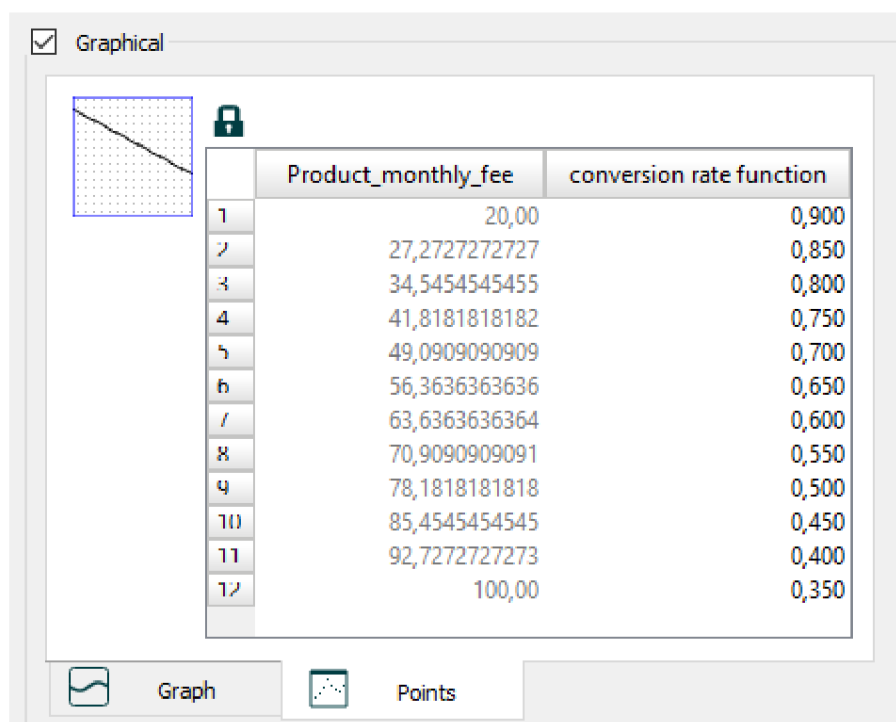 Graphical
Product_monthly_fee conversion rate function
1 20,00 0,900
2 27,2727272727 0,850
3 34,5454545455 0,800
4 41,8181818182 0,750
5 49,0909090909 0,700
6 56,3636363636 0,650
7 63,6363636364 0,600
8 70,9090909091 0,550
9 78,1818181818 0,500
10 85,4545454545 0,450
11 92,7272727273 0,400
12 100,00 0,350
Graph Points